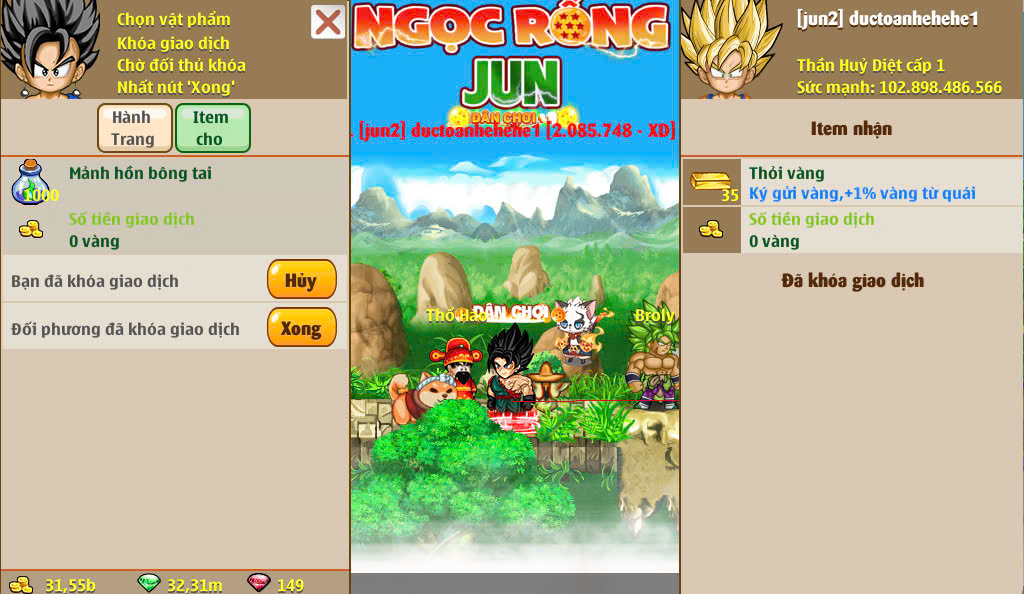 Chọn vật phẩm
Khóa giao dịch
Chờ đối thủ khóa
Nhất nút 'Xong'
Hành
Trang
Item
cho
Mảnh hồn bông tai
1000
Số tiền giao dịch
0 vàng
Bạn đã khóa giao dịch
Hủy
Đối phương đã khóa giao dịch
Xong
31,55b
32,31m
149
NGỌC RỒNG
JUN
DÂN CHƠI
[jun2] ductoanhehehe1 [2.085.748 - XD]
DÂN CHƠI
Thỏ Hào
Broly
[jun2] ductoanhehehe1
Thần Huỷ Diệt cấp 1
Sức mạnh: 102.898.486.566
Item nhận
Thỏi vàng
35
Ký gửi vàng,+1% vàng từ quái
Số tiền giao dịch
0 vàng
Đã khóa giao dịch